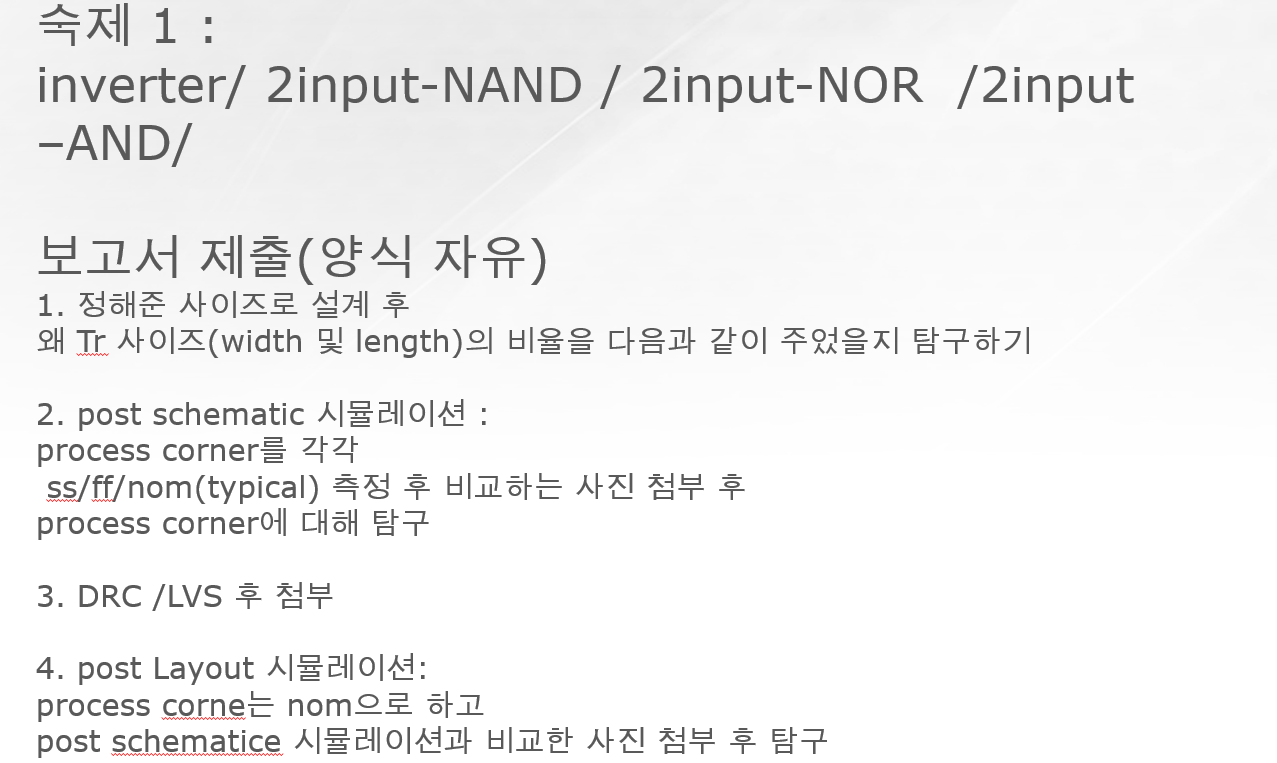 숙제 1 :
inverter/ 2input-NAND / 2input-NOR /2input
–AND/
보고서 제출(양식 자유)
1. 정해준 사이즈로 설계 후
왜 Tr 사이즈(width 및 length)의 비율을 다음과 같이 주었을지 탐구하기
2. post schematic 시뮬레이션 :
process corner를 각각
ss/ff/nom(typical) 측정 후 비교하는 사진 첨부 후
process corner에 대해 탐구
3. DRC /LVS 후 첨부
4. post Layout 시뮬레이션:
process corne는 nom으로 하고
post schematice 시뮬레이션과 비교한 사진 첨부 후 탐구